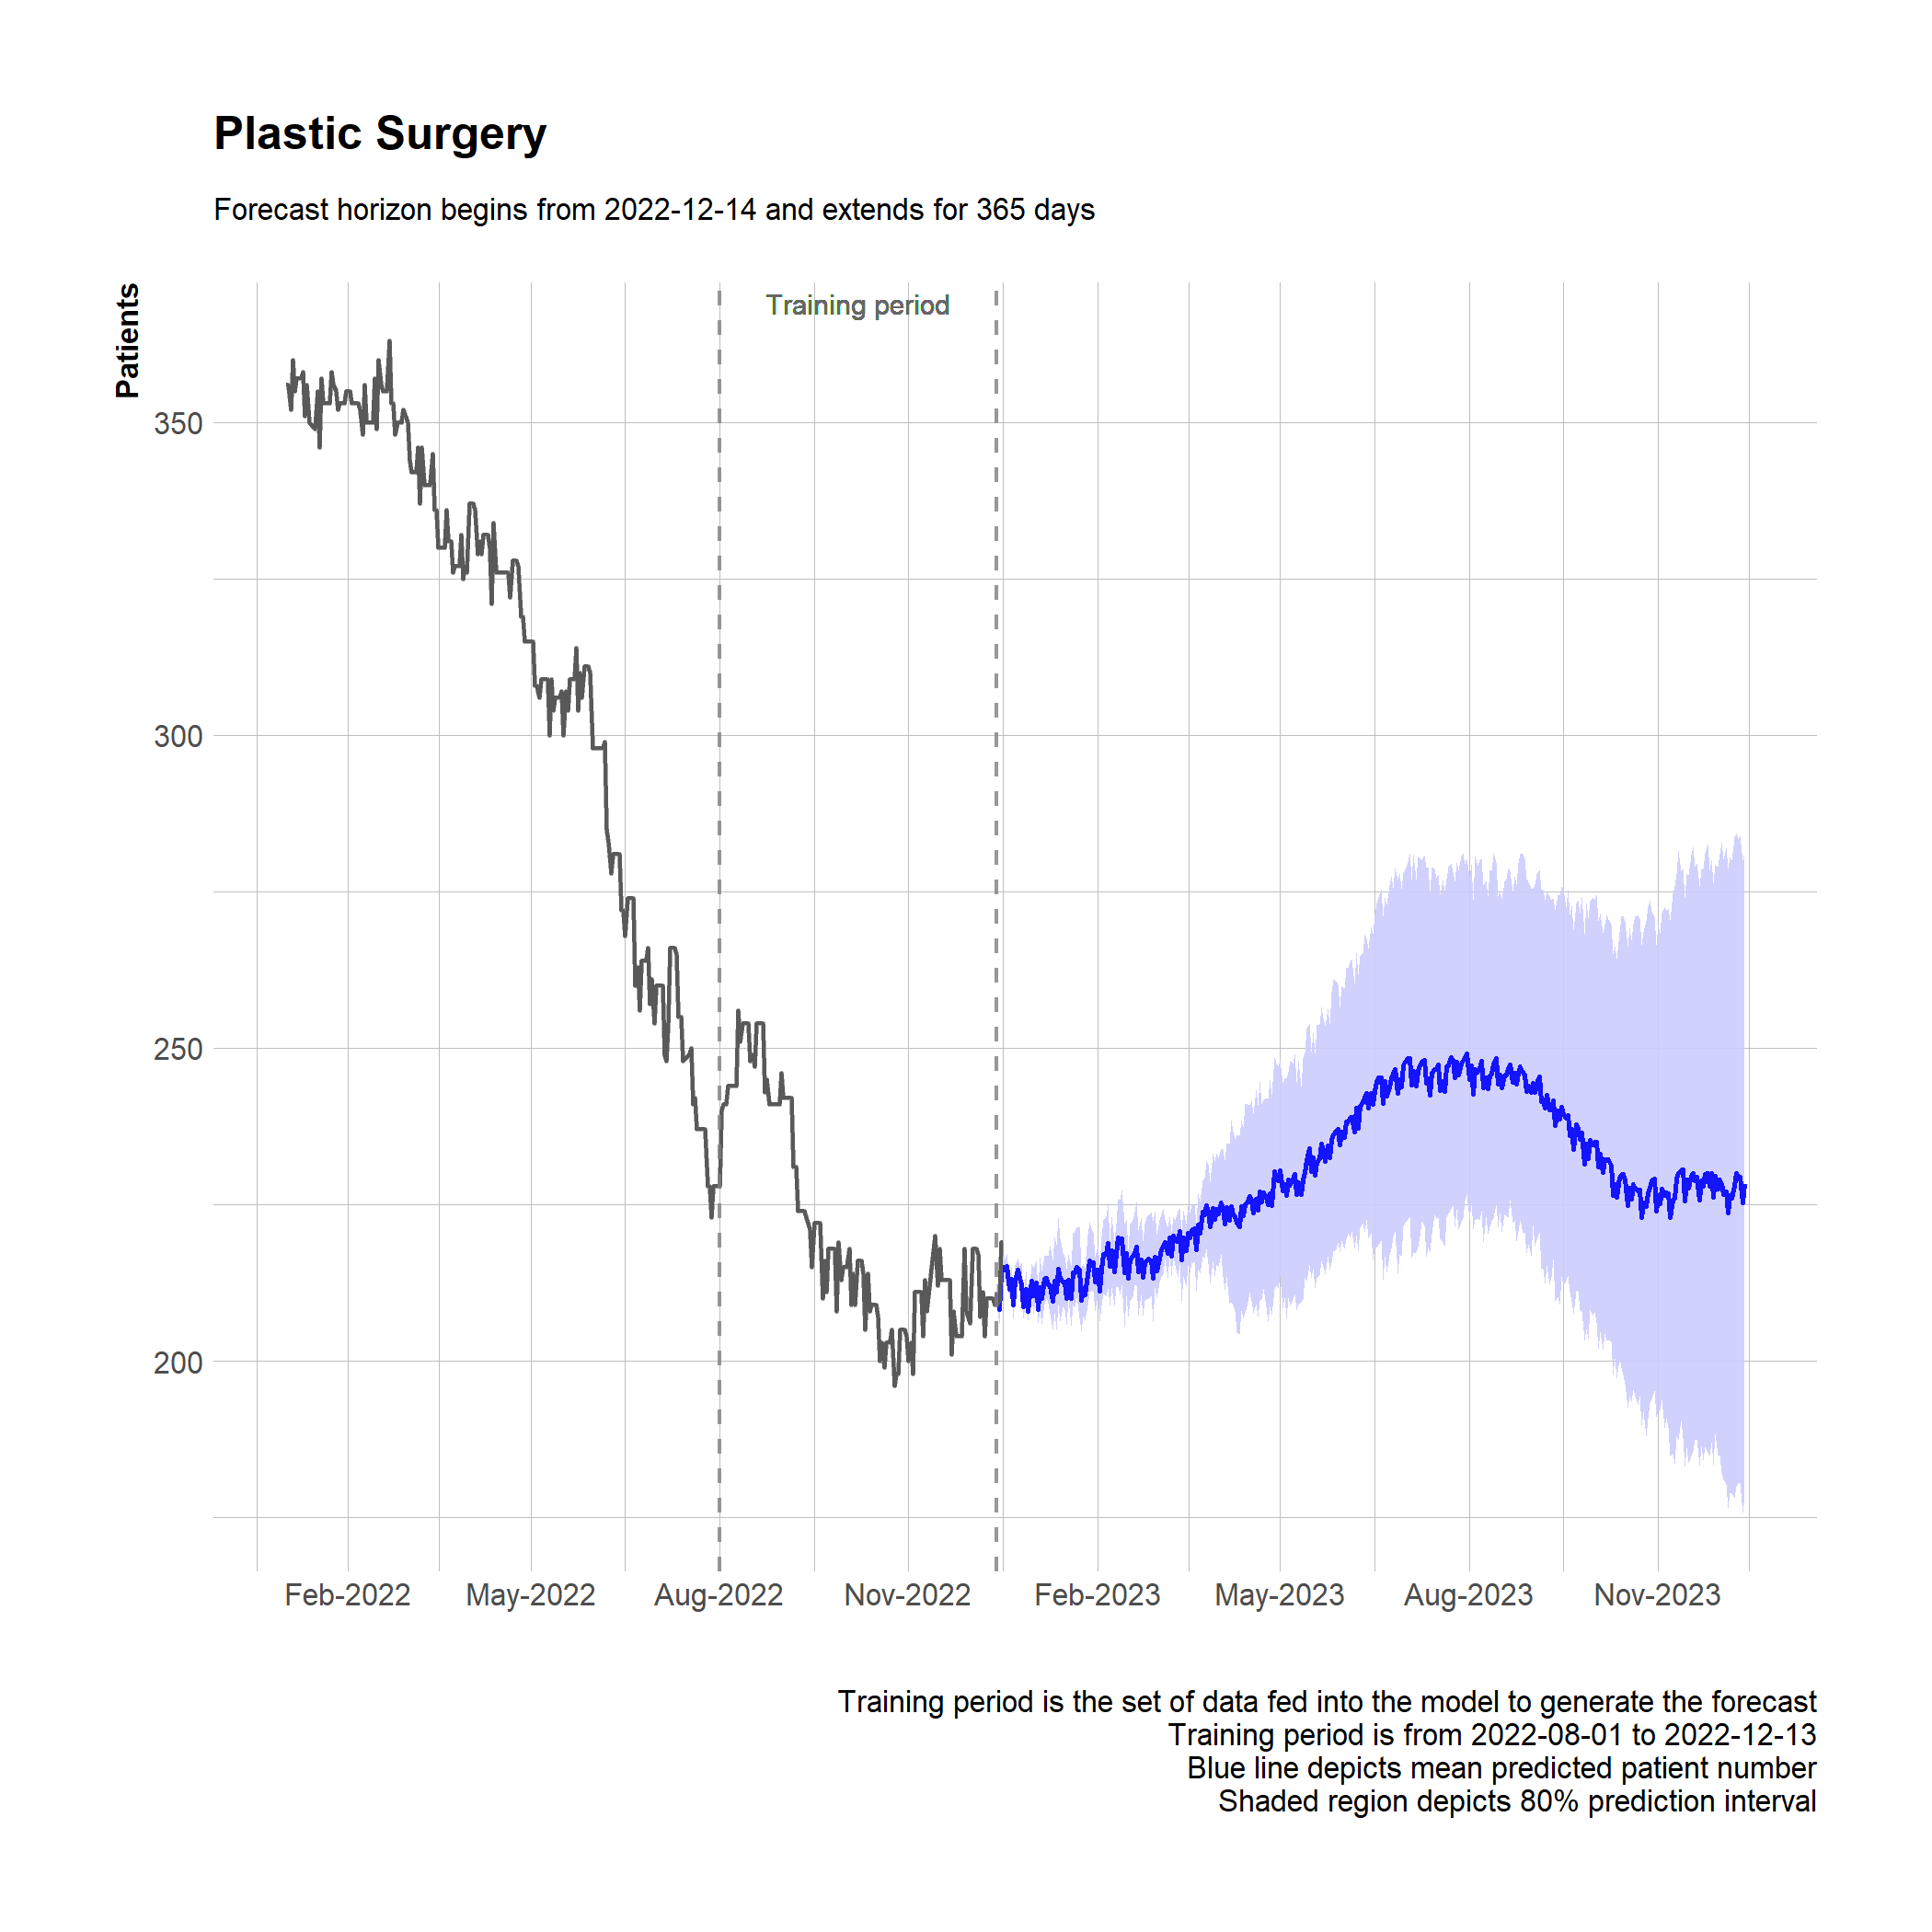 Plastic Surgery
Forecast horizon begins from 2022-12-14 and extends for 365 days
Patients
Training period
350
300
250
200
Feb-2022
May-2022
Aug-2022
Nov-2022
Feb-2023
May-2023
Aug-2023
Nov-2023
Training period is the set of data fed into the model to generate the forecast
Training period is from 2022-08-01 to 2022-12-13
Blue line depicts mean predicted patient number
Shaded region depicts 80% prediction interval